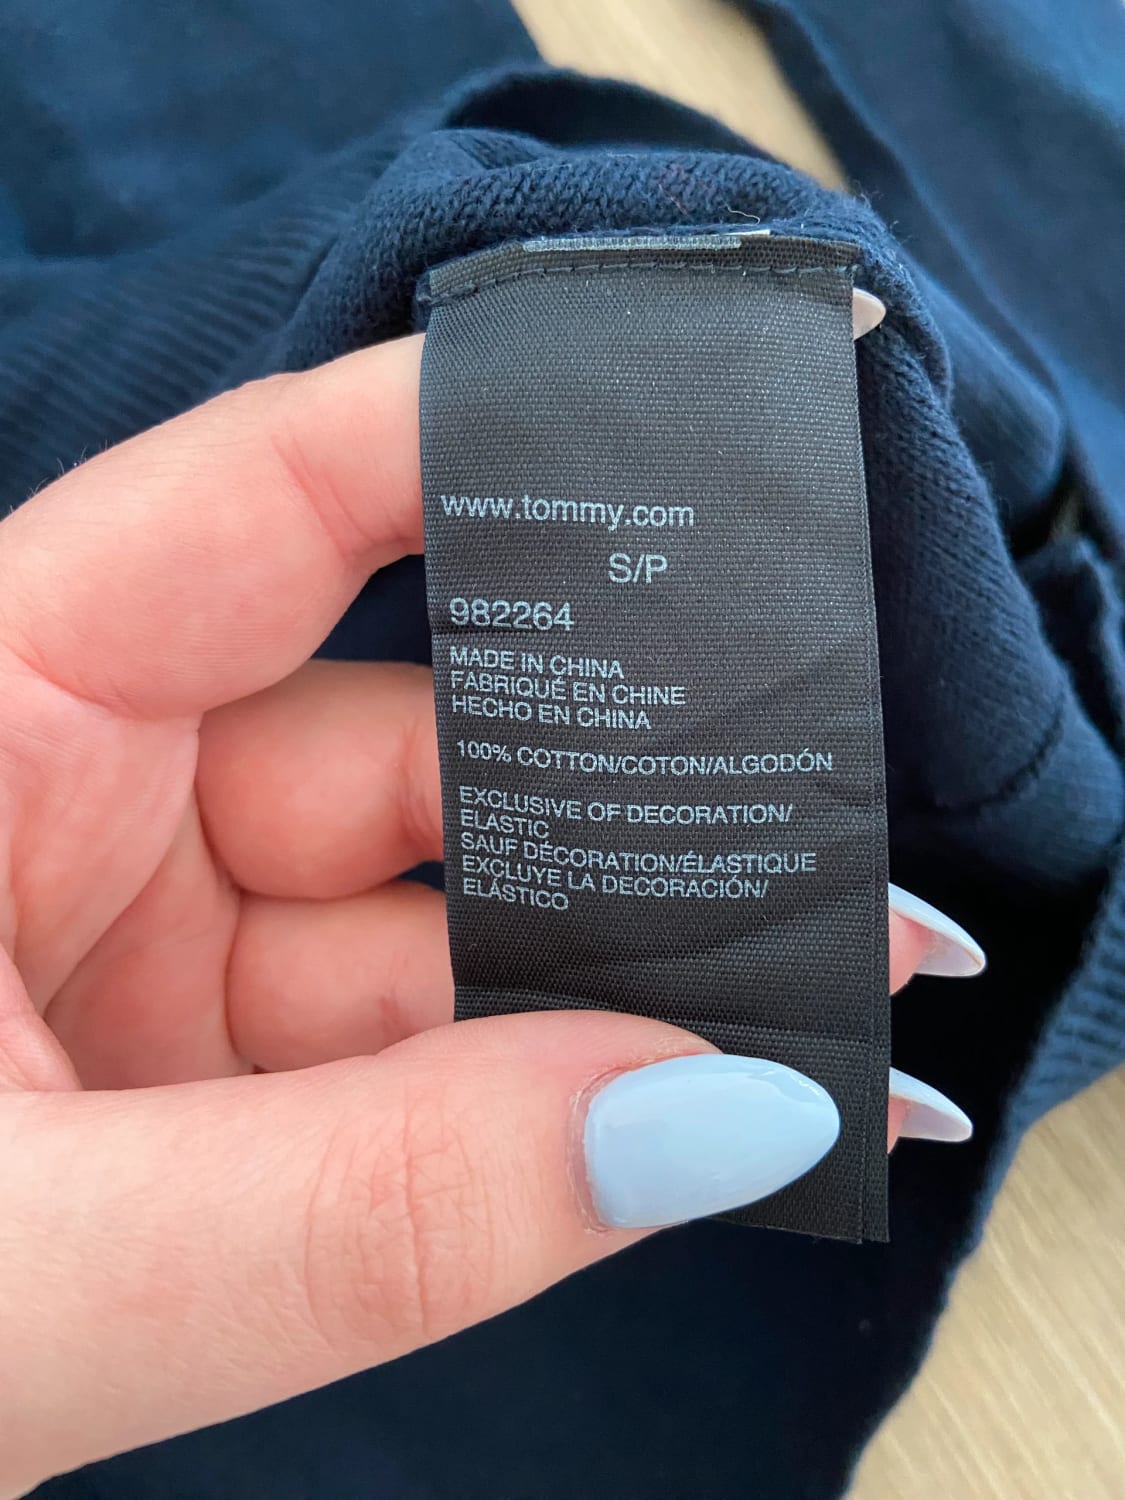 www.tommy.com
S/P
982264
MADE IN CHINA
FABRIQUÉ EN CHINE
HECHO EN CHINA
100% COTTON/COTON/ALGODÓN
EXCLUSIVE OF DECORATION/
ELASTIC
SAUF DÉCORATION/ÉLASTIQUE
EXCLUYE LA DECORACIÓN/
ELÁSTICO